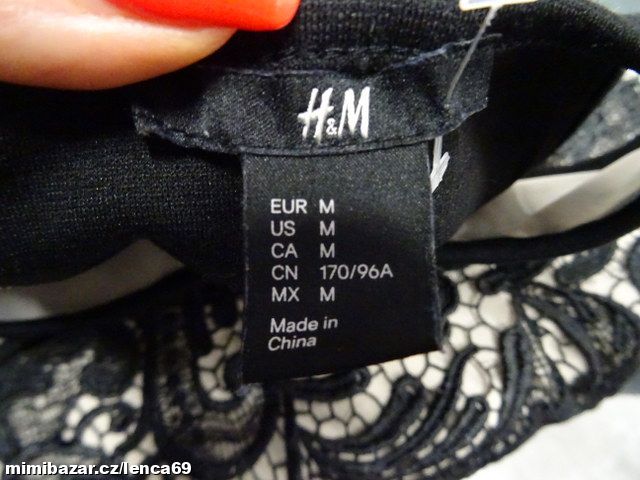 H&M
EUR M
US M
CA M
CN 170/96A
MX M
Made in
China
mimibazar.cz/lenca69